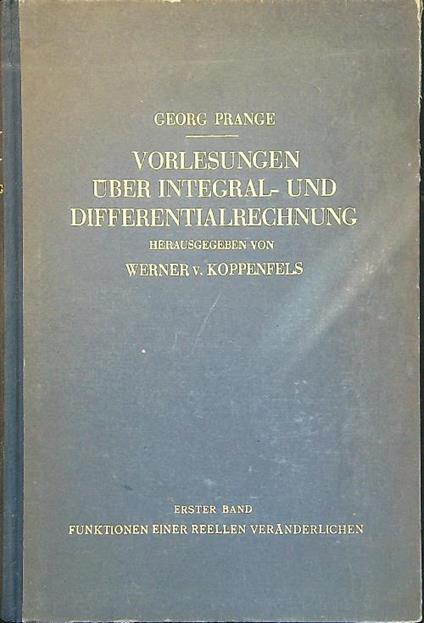 GEORG PRANGE
VORLESUNGEN
ÜBER INTEGRAL- UND
DIFFERENTIALRECHNUNG
HERAUSGEGEBEN VON
WERNER v. KOPPENFELS
ERSTER BAND
FUNKTIONEN EINER REELLEN VERÄNDERLICHEN